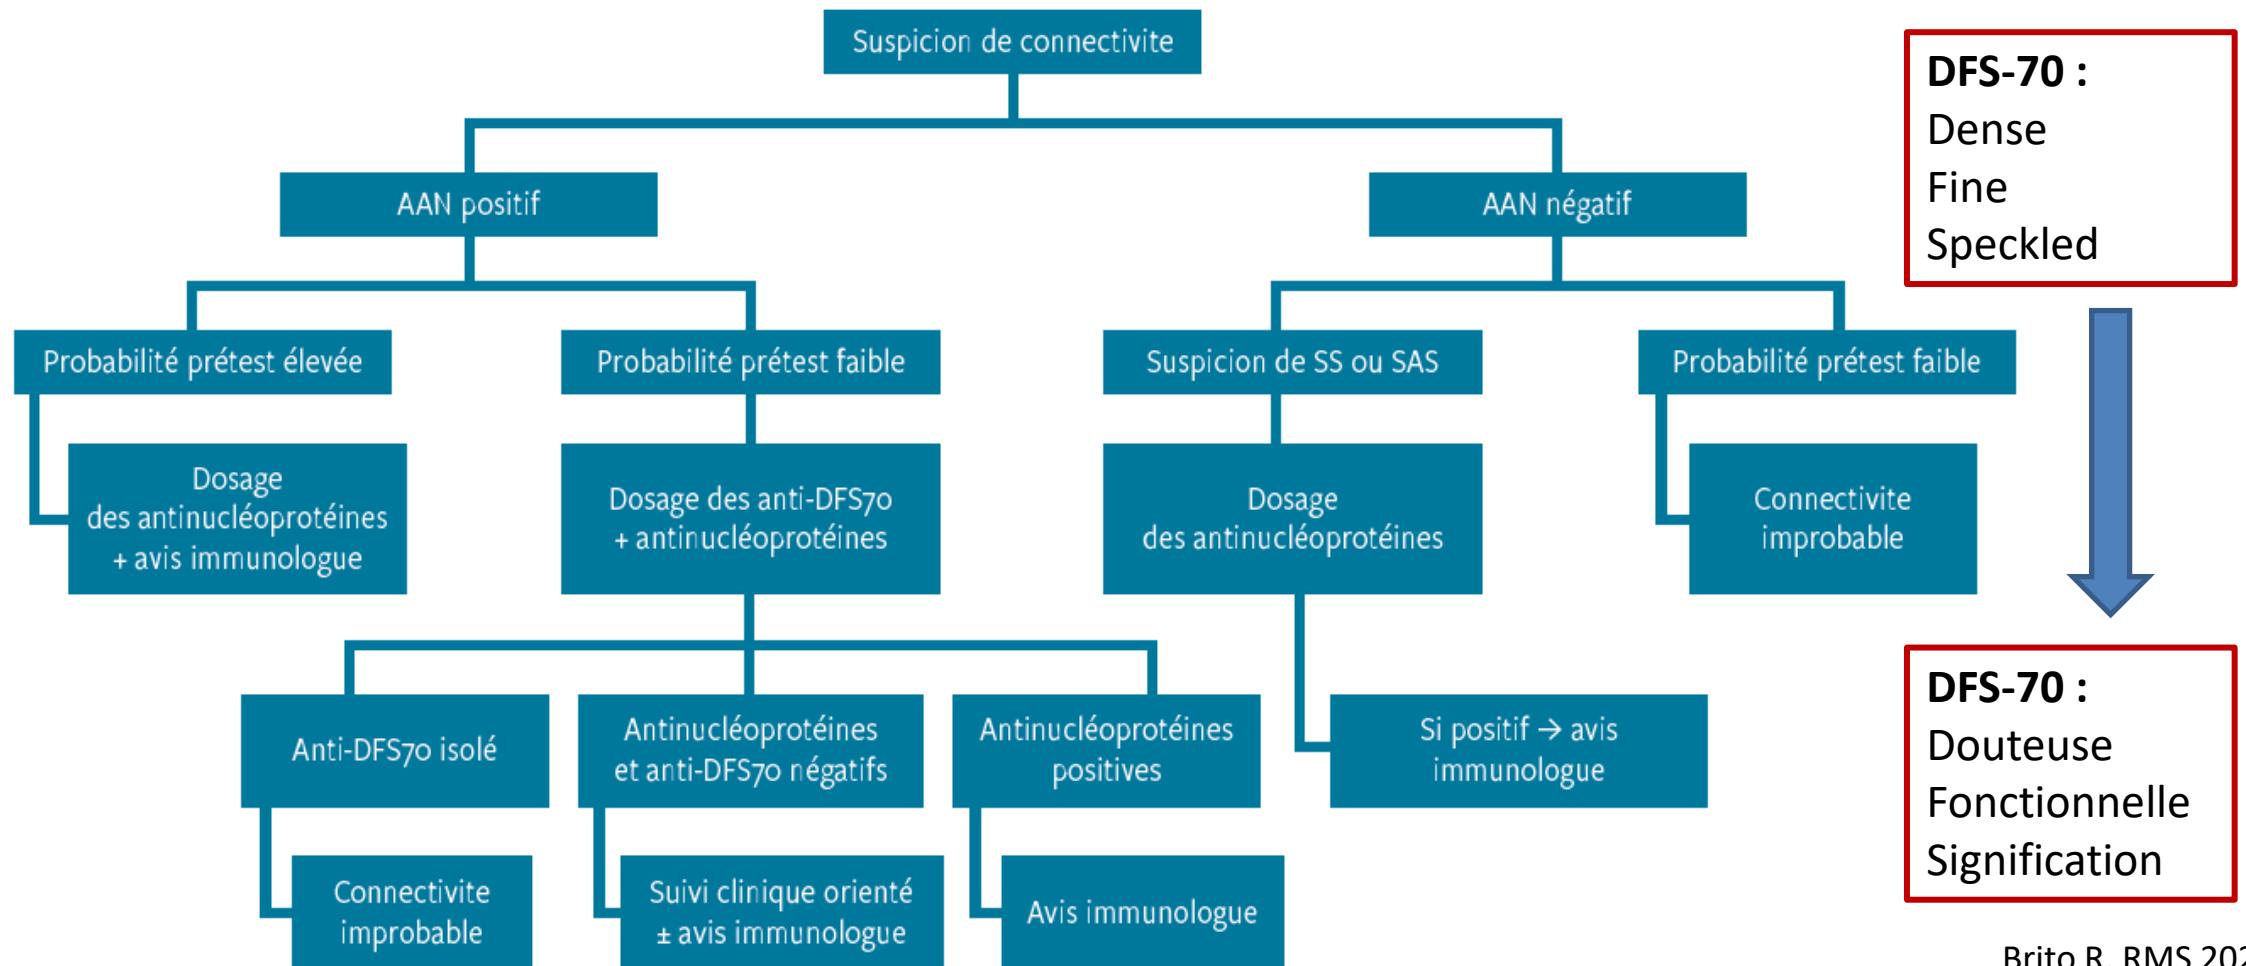 Suspicion de connectivite
AAN positif
AAN négatif
Probabilité prétest élevée
Probabilité prétest faible
Suspicion de SS ou SAS
Probabilité prétest faible
Dosage
des antinucléoprotéines
+ avis immunologue
Dosage des anti-DFS70
+ antinucléoprotéines
Dosage
des antinucléoprotéines
Connectivite
improbable
Anti-DFS70 isolé
Antinucléoprotéines
et anti-DFS70 négatifs
Antinucléoprotéines
positives
Si positif → avis
immunologue
Connectivite
improbable
Suivi clinique orienté
± avis immunologue
Avis immunologue
DFS-70 :
Dense
Fine
Speckled
DFS-70 :
Douteuse
Fonctionnelle
Signification
Brito R, RMS